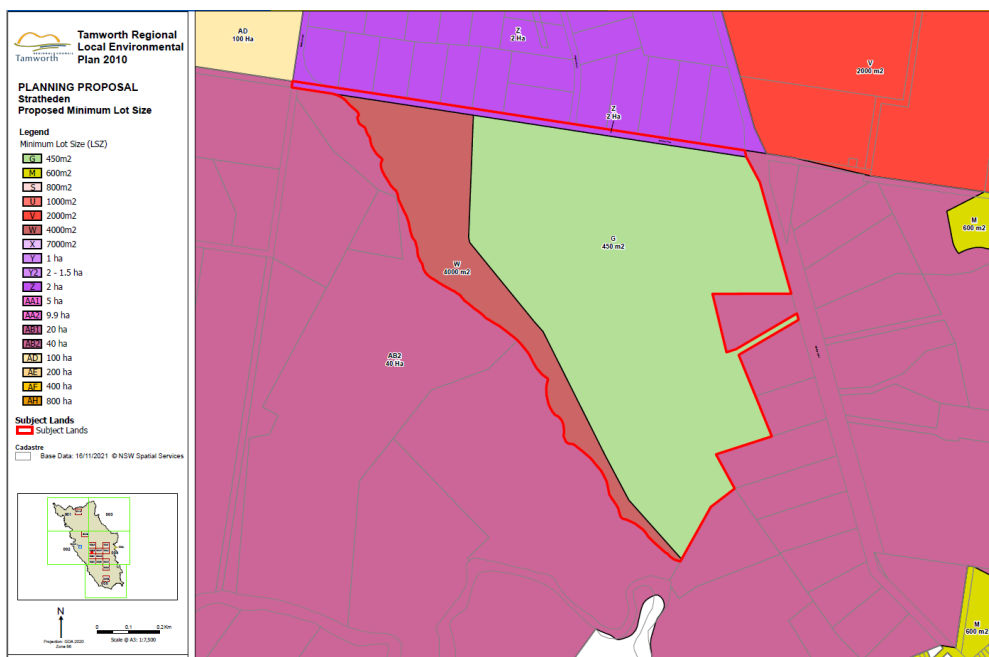 Tamworth Regional
Local Environmental
Plan 2010
Tamworth
PLANNING PROPOSAL
Stratheden
Proposed Minimum Lot Size
Legend
Minimum Lot Size (LSZ)
G 450m2
M 600m2
S 800m2
U 1000m2
V 2000m2
W 4000m2
X 7000m2
Y 1 ha
Y2 2 - 1.5 ha
Z 2 ha
AA1 5 ha
AA2 9.9 ha
AB1 20 ha
AB2 40 ha
AD 100 ha
AE 200 ha
AF 400 ha
AH 800 ha
Subject Lands
Subject Lands
Cadastre
Base Data: 16/11/2021 © NSW Spatial Services
N
0 0.1 0.2 Km
Scale @ A3: 1:7,500
Projection: GDA 2020
Zone 56
AD
100 Ha
Z
2 Ha
V
2000 m2
Z
2 Ha
M
600 m2
G
450 m2
W
4000 m2
AB2
40 Ha
M
600 m2